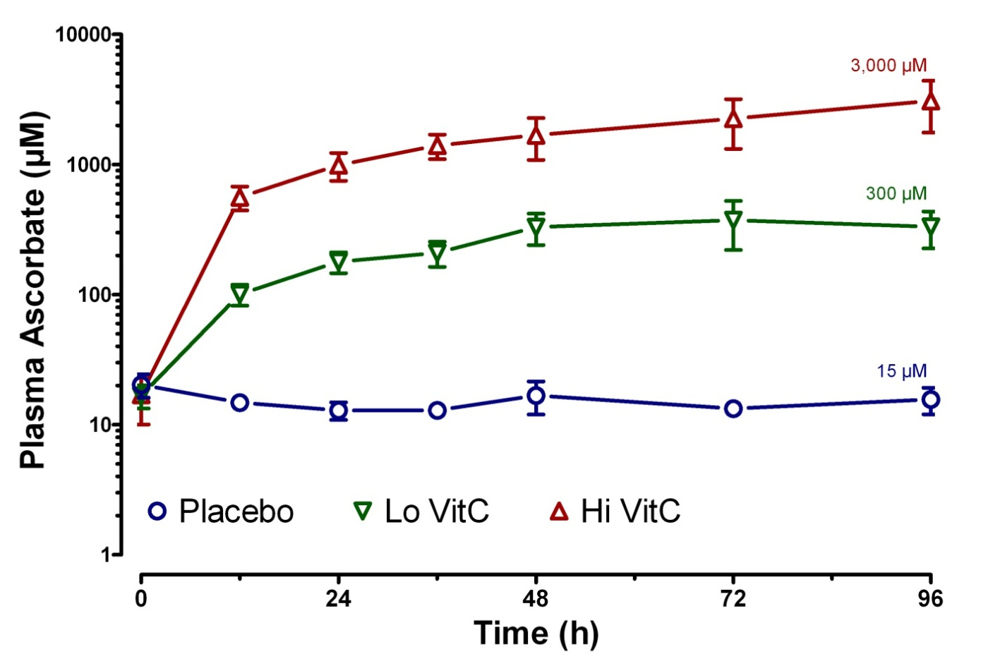 10000
1000
100
10
1
Plasma Ascorbate (µM)
3,000 µM
300 µM
15 µM
Placebo Lo VitC Hi VitC
0 24 48 72 96
Time (h)